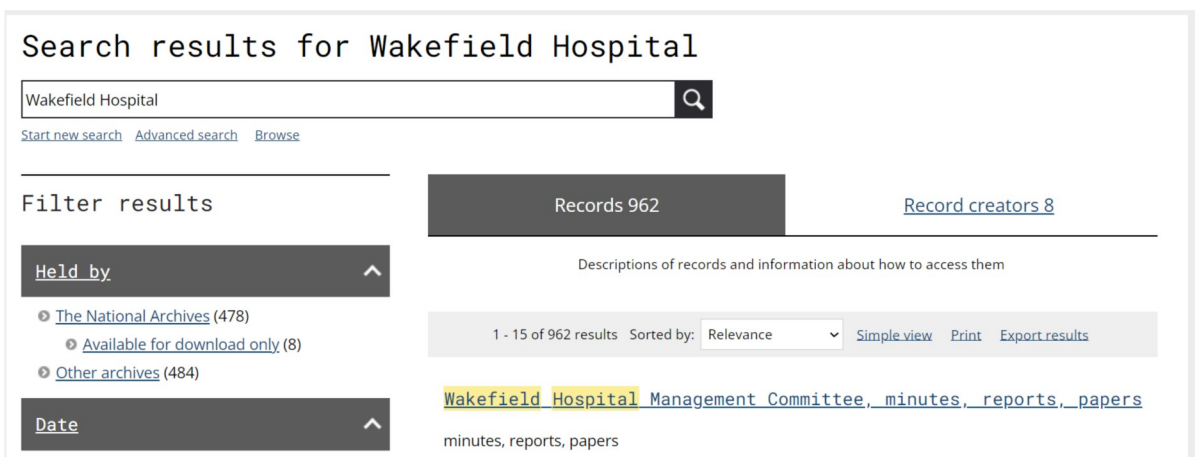 Search results for Wakefield Hospital
Wakefield Hospital
Start new search Advanced search Browse
Filter results
Held by
The National Archives (478)
Available for download only (8)
Other archives (484)
Date
Records 962
Record creators 8
Descriptions of records and information about how to access them
1 - 15 of 962 results Sorted by: Relevance Simple view Print Export results
Wakefield Hospital Management Committee, minutes, reports, papers
minutes, reports, papers